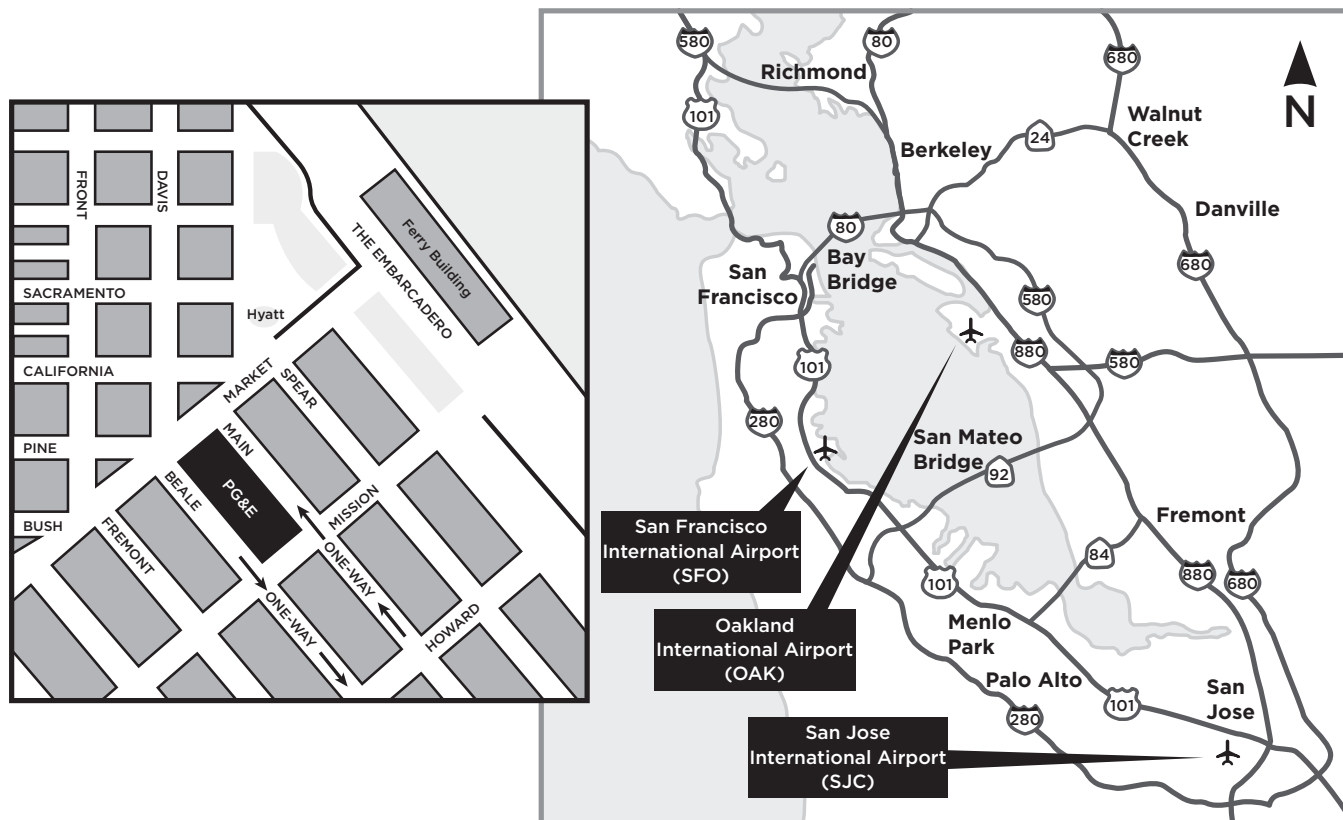 FRONT
DAVIS
SACRAMENTO
CALIFORNIA
PINE
BUSH
Hyatt
Ferry Building
THE EMBARCADERO
MARKET
SPEAR
MAIN
PG&E
BEALE
FREMONT
MISSION
ONE-WAY
ONE-WAY
HOWARD
580
80
680
Richmond
101
N
Walnut
Creek
24
Berkeley
Danville
80
Bay
Bridge
San
Francisco
680
580
880
580
101
280
San Mateo
Bridge
92
Fremont
San Francisco
International Airport
(SFO)
84
880
680
101
Oakland
International Airport
(OAK)
Menlo
Park
Palo Alto
280
101
San
Jose
San Jose
International Airport
(SJC)